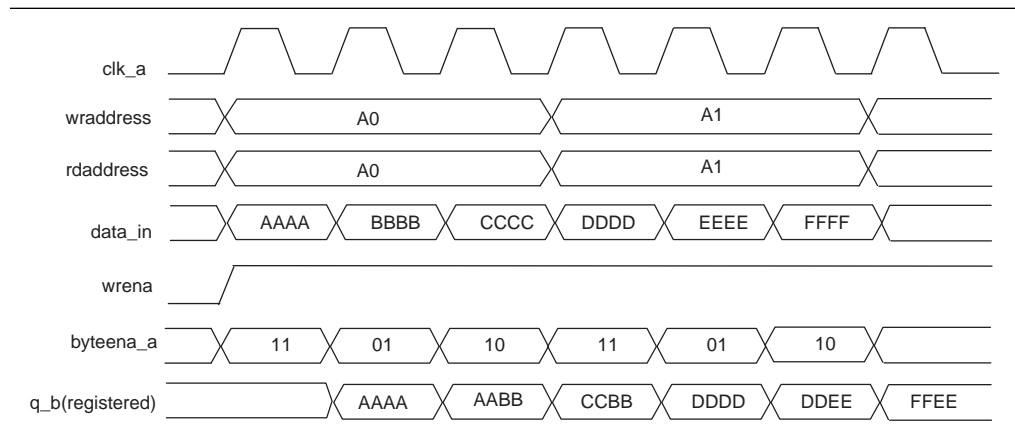 clk_a
wraddress A0 A1
rdaddress A0 A1
data_in AAAA BBBB CCCC DDDD EEEE FFFF
wrena
byteena_a 11 01 10 11 01 10
q_b(registered) AAAA AABB CCBB DDDD DDEE FFEE